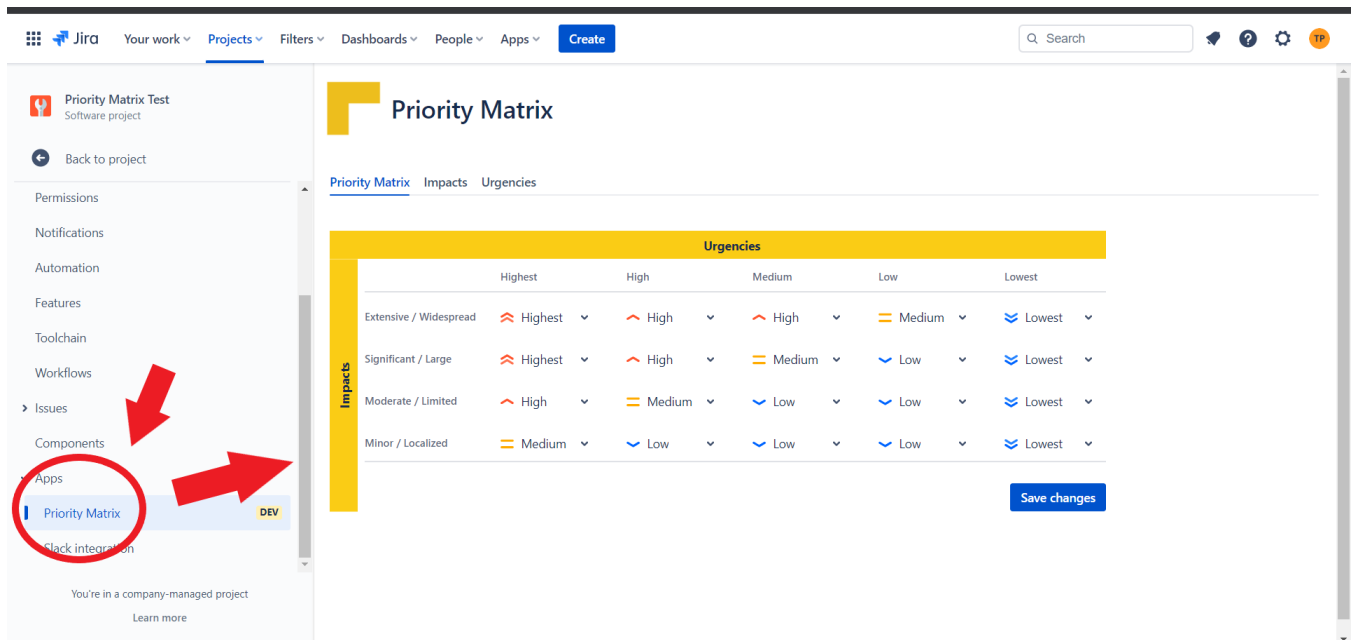 Jira Your work Projects Filters Dashboards People Apps Create Search TP
Priority Matrix Test
Software project
Back to project
Permissions
Notifications
Automation
Features
Toolchain
Workflows
Issues
Components
Apps
Priority Matrix DEV
Slack integration
You're in a company-managed project
Learn more
Priority Matrix
Priority Matrix Impacts Urgencies
Urgencies
Impacts
Highest High Medium Low Lowest
Extensive / Widespread Highest High High Medium Lowest
Significant / Large Highest High Medium Low Lowest
Moderate / Limited High Medium Low Low Lowest
Minor / Localized Medium Low Low Low Lowest
Save changes